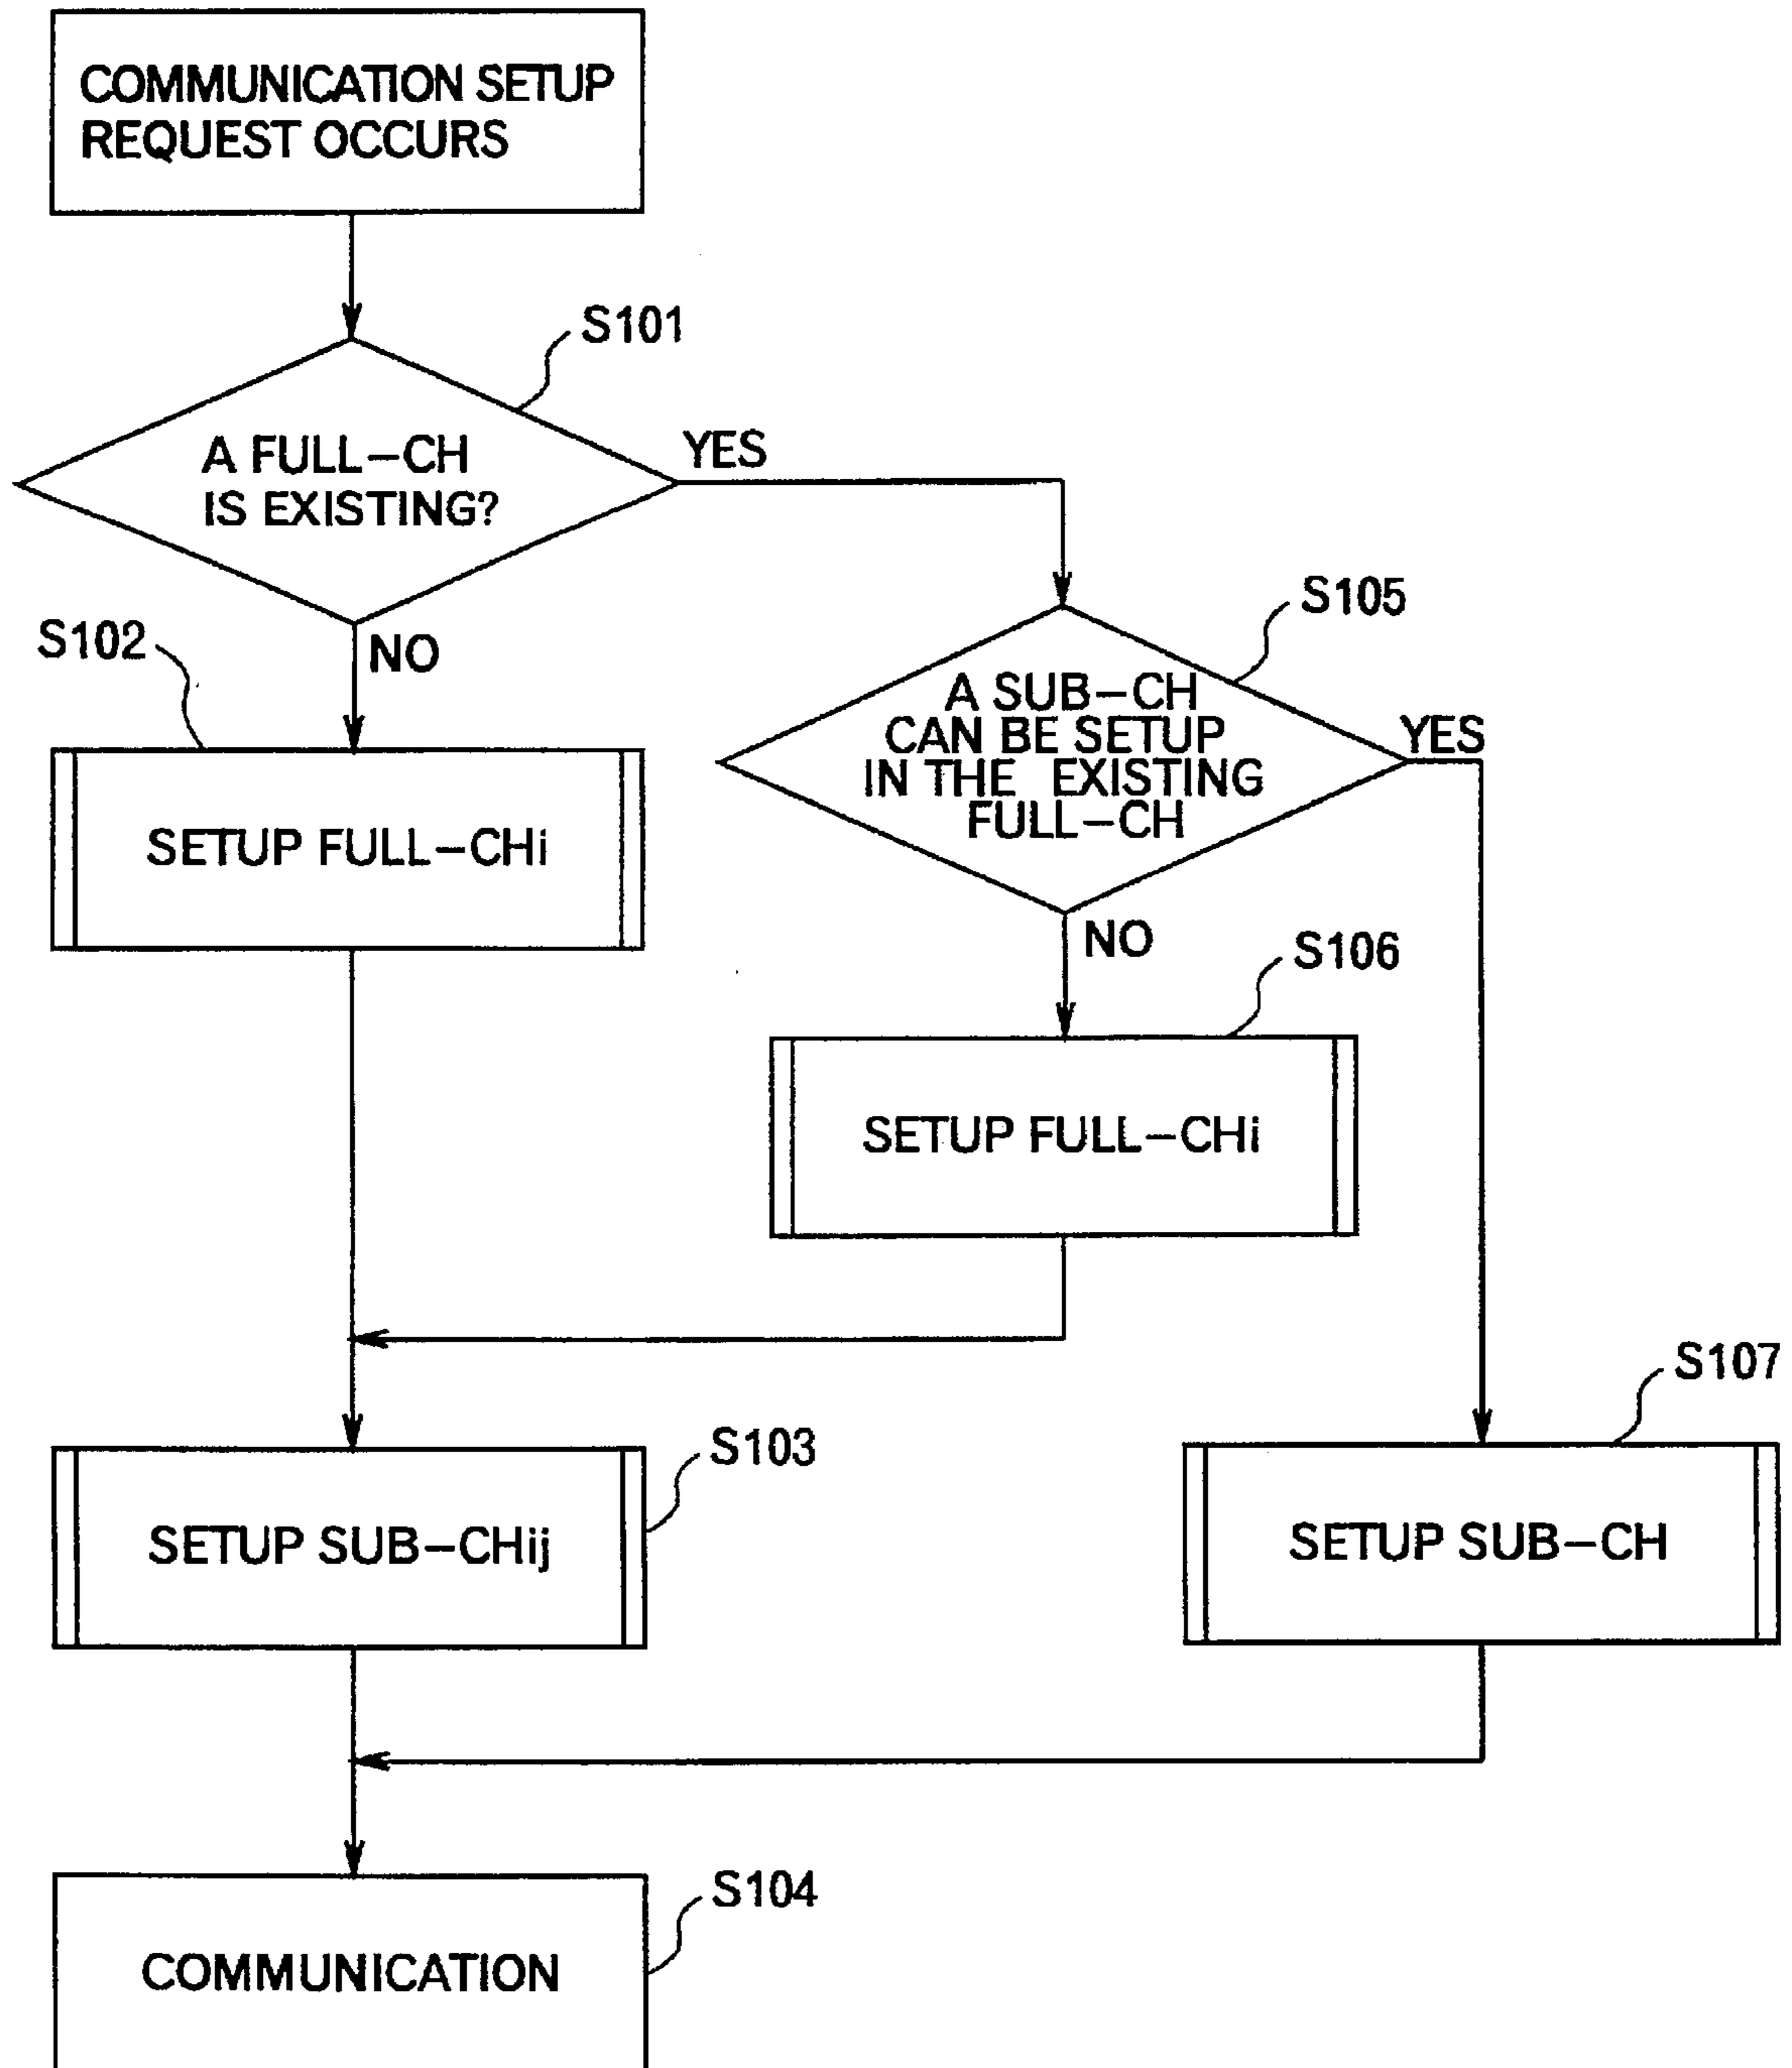 COMMUNICATION SETUP
REQUEST OCCURS
S101
A FULL–CH
IS EXISTING?
YES
S102
NO
SETUP FULL–CHi
S105
A SUB–CH
CAN BE SETUP
IN THE EXISTING
FULL–CH
YES
NO
S106
SETUP FULL–CHi
S103
SETUP SUB–CHij
S107
SETUP SUB–CH
S104
COMMUNICATION